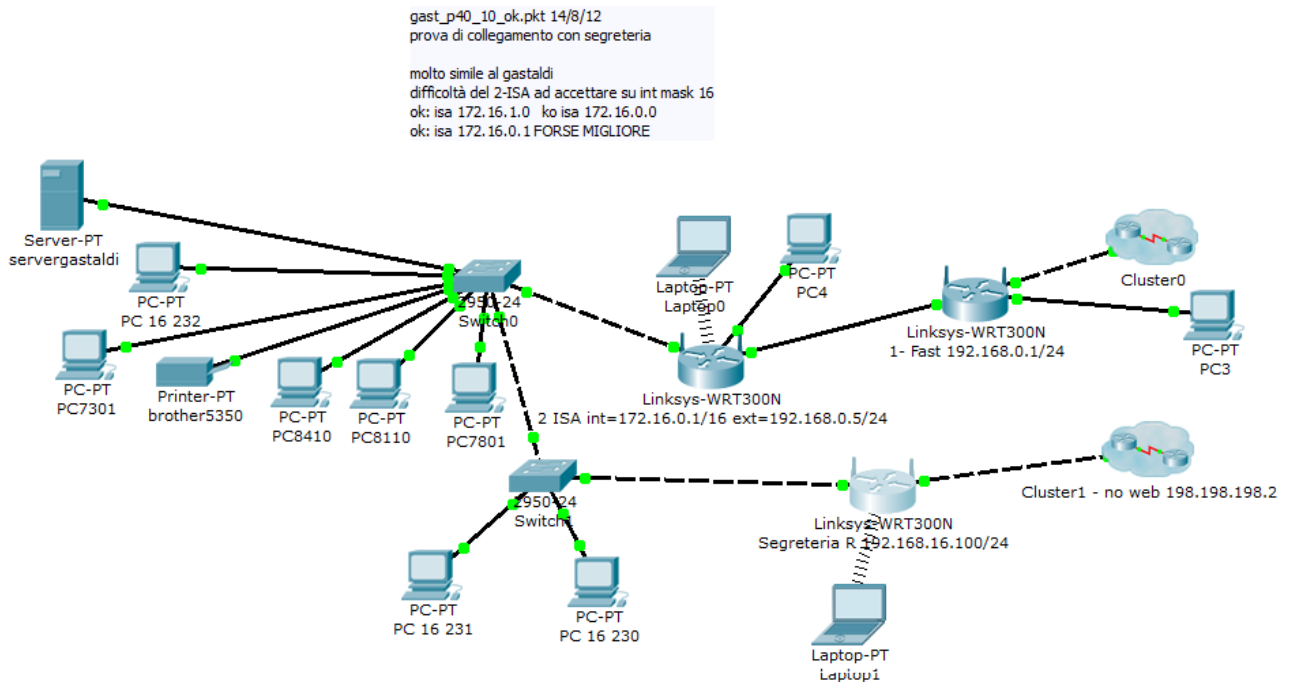 gast_p40_10_ok.pkt 14/8/12
prova di collegamento con segreteria
molto simile al gastaldi
difficoltà del 2-ISA ad accettare su int mask 16
ok: isa 172.16.1.0 ko isa 172.16.0.0
ok: isa 172.16.0.1 FORSE MIGLIORE
Server-PT
servergastaldi
PC-PT
PC 16 232
2950-24
Switch0
Laptop-PT
Laptop0
PC-PT
PC4
Cluster0
Linksys-WRT300N
1- Fast 192.168.0.1/24
PC-PT
PC3
PC-PT
PC7301
Printer-PT
brother5350
PC-PT
PC8410
PC-PT
PC8110
PC-PT
PC7801
Linksys-WRT300N
2 ISA int=172.16.0.1/16 ext=192.168.0.5/24
2950-24
Switch1
Linksys-WRT300N
Segreteria R 192.168.16.100/24
Cluster1 - no web 198.198.198.2
PC-PT
PC 16 231
PC-PT
PC 16 230
Laptop-PT
Laptop1